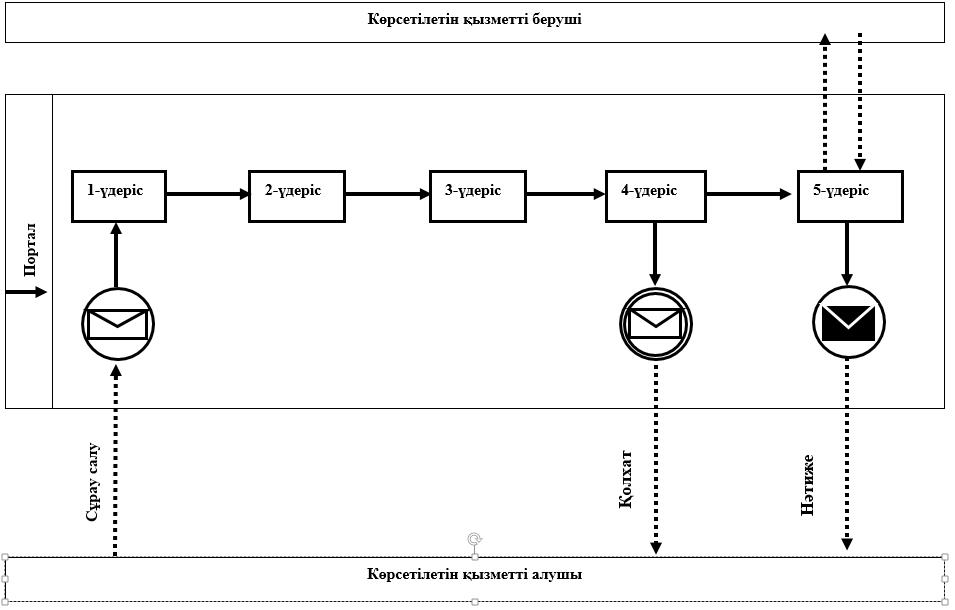 Көрсетілетін қызметті беруші
Портал
1-үдеріс
2-үдеріс
3-үдеріс
4-үдеріс
5-үдеріс
Сұрау салу
Қолхат
Нәтиже
Көрсетілетін қызметті алушы